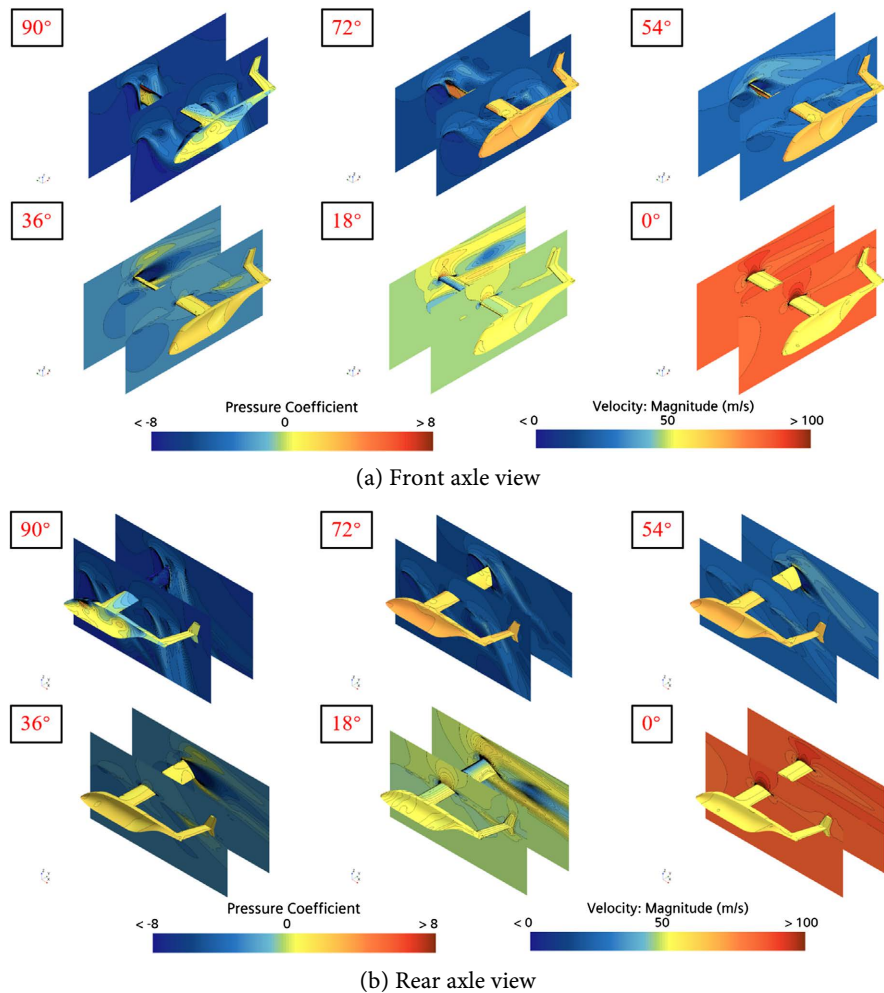 90° 72° 54°
36° 18° 0°
Pressure Coefficient Velocity: Magnitude (m/s)
< -8 0 > 8 < 0 50 > 100
(a) Front axle view
90° 72° 54°
36° 18° 0°
Pressure Coefficient Velocity: Magnitude (m/s)
< -8 0 > 8 < 0 50 > 100
(b) Rear axle view